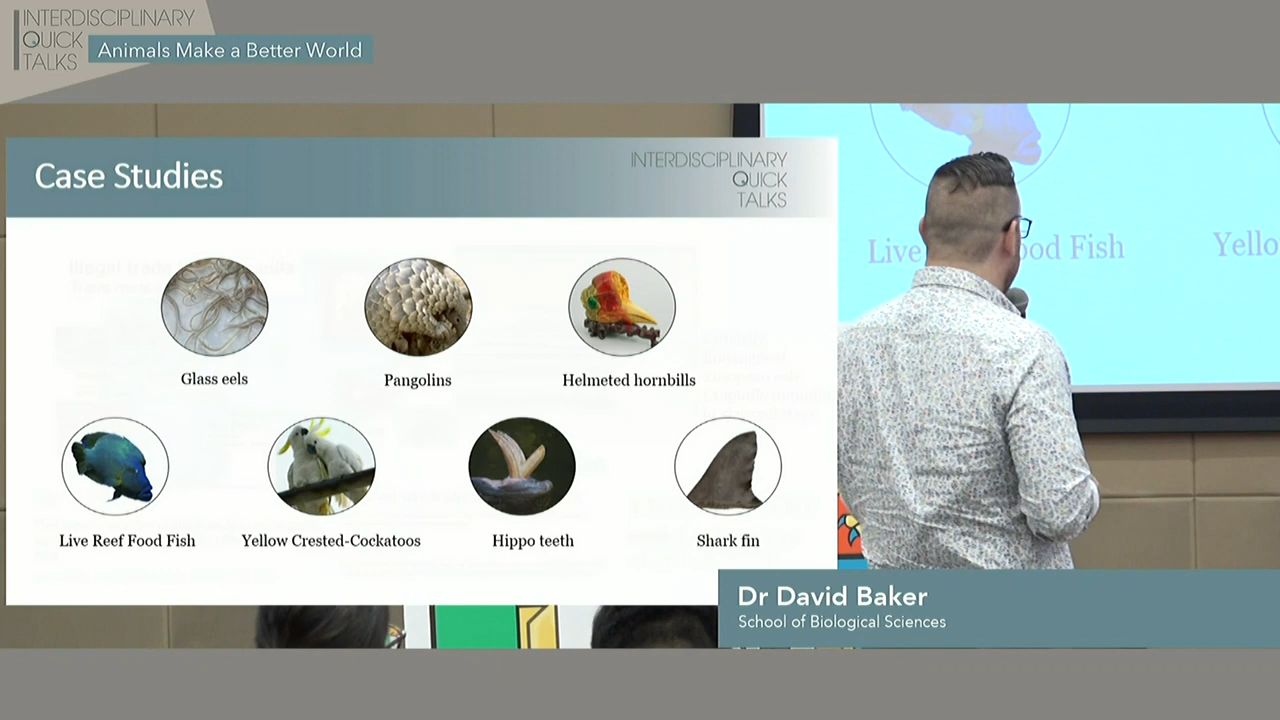 INTERDISCIPLINARY
QUICK
TALKS
Animals Make a Better World
Case Studies
INTERDISCIPLINARY
QUICK
TALKS
Glass eels
Pangolins
Helmeted hornbills
Live Reef Food Fish
Yellow Crested-Cockatoos
Hippo teeth
Shark fin
Live
ood Fish
Yello
Dr David Baker
School of Biological Sciences